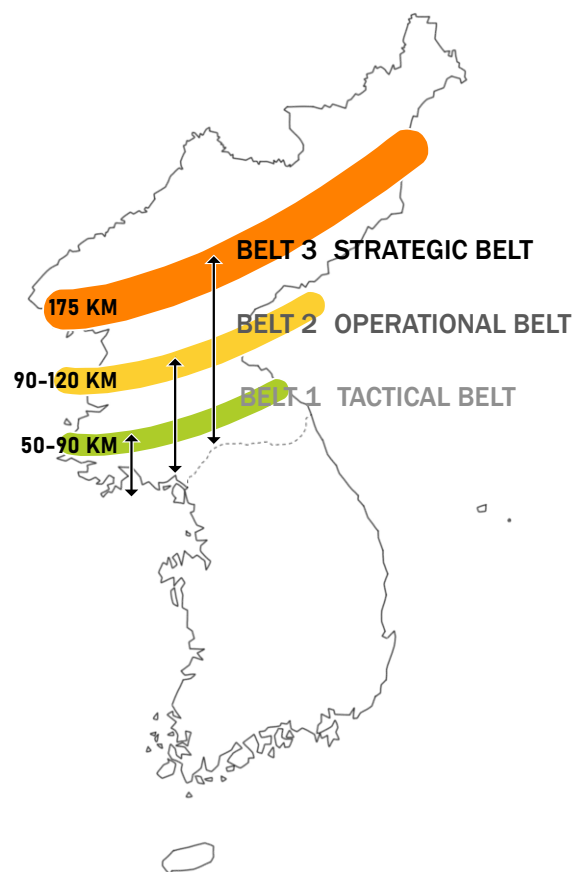 BELT 3 STRATEGIC BELT
175 KM
BELT 2 OPERATIONAL BELT
90-120 KM
BELT 1 TACTICAL BELT
50-90 KM